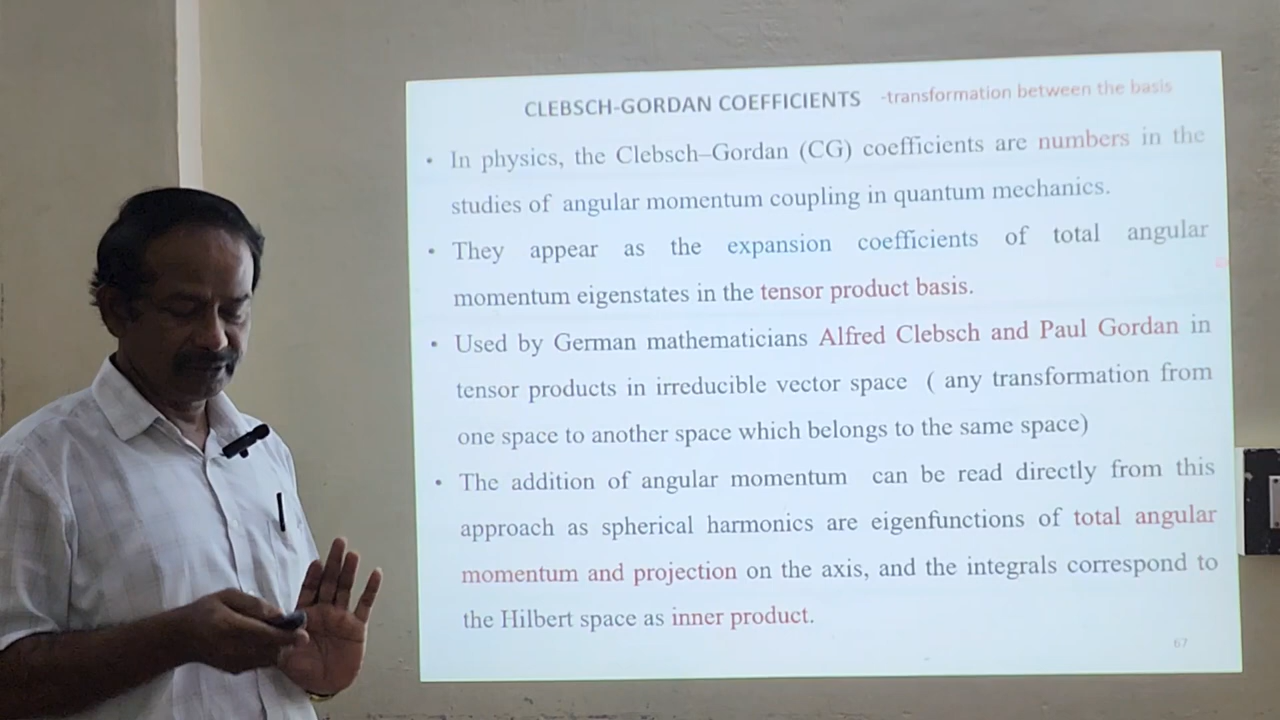 CLEBSCH-GORDAN COEFFICIENTS -transformation between the basis
• In physics, the Clebsch–Gordan (CG) coefficients are numbers in the
studies of angular momentum coupling in quantum mechanics.
• They appear as the expansion coefficients of total angular
momentum eigenstates in the tensor product basis.
• Used by German mathematicians Alfred Clebsch and Paul Gordan in
tensor products in irreducible vector space ( any transformation from
one space to another space which belongs to the same space)
• The addition of angular momentum can be read directly from this
approach as spherical harmonics are eigenfunctions of total angular
momentum and projection on the axis, and the integrals correspond to
the Hilbert space as inner product.
67